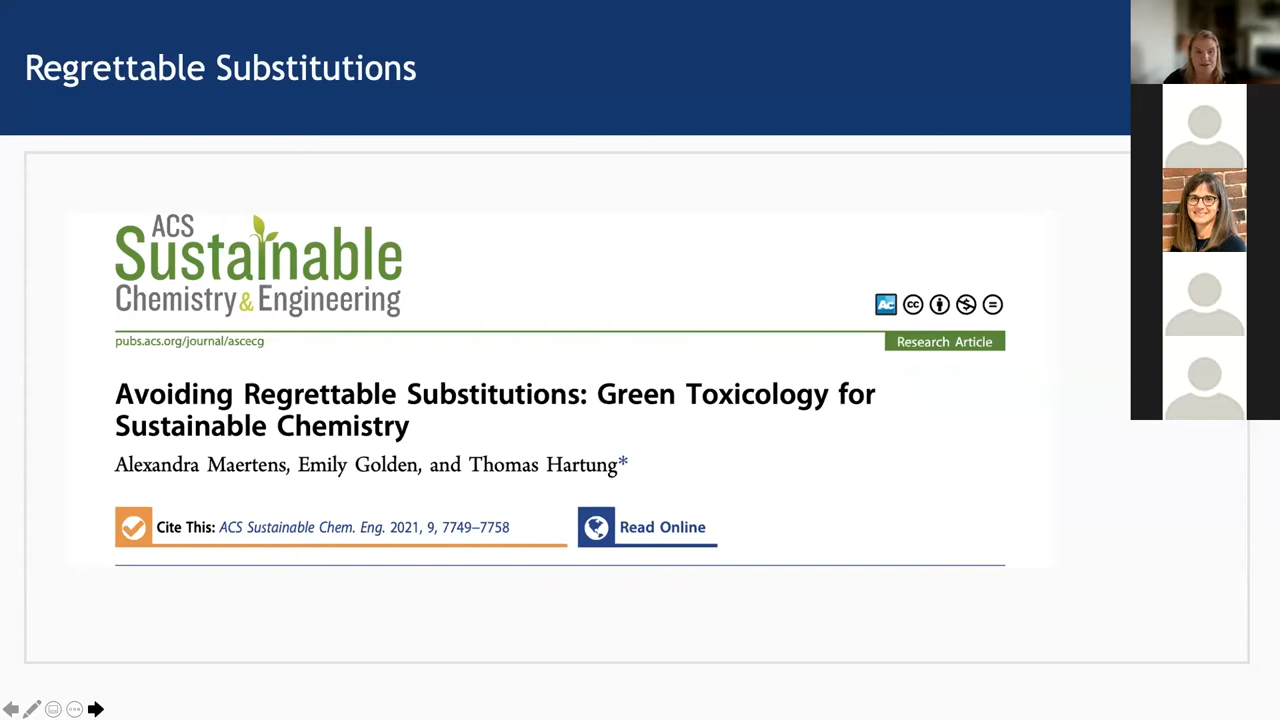 Regrettable Substitutions
ACS
Sustainable
Chemistry & Engineering
pubs.acs.org/journal/ascecg
Research Article
Avoiding Regrettable Substitutions: Green Toxicology for
Sustainable Chemistry
Alexandra Maertens, Emily Golden, and Thomas Hartung*
Cite This: ACS Sustainable Chem. Eng. 2021, 9, 7749–7758
Read Online